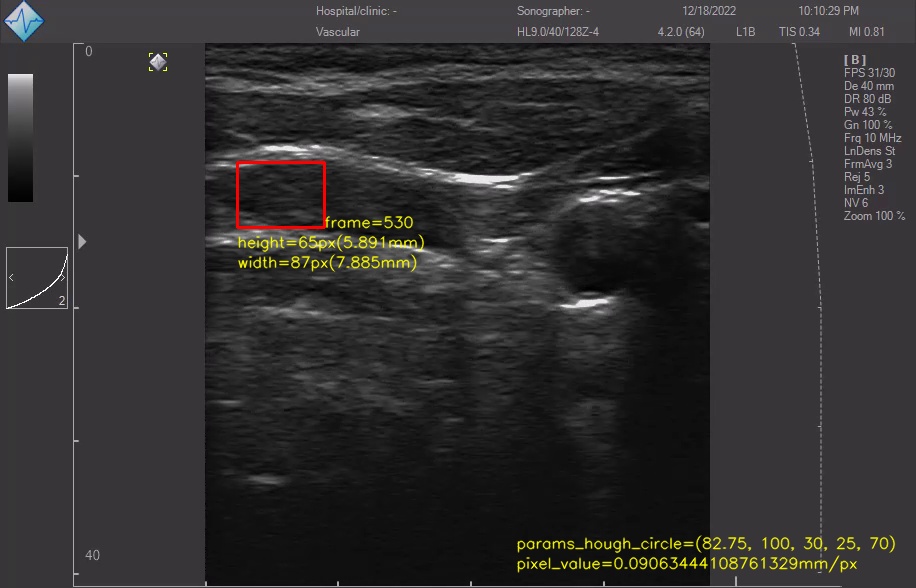 Hospital/clinic: - Sonographer: - 12/18/2022 10:10:29 PM
Vascular HL9.0/40/128Z-4 4.2.0 (64) L1B TIS 0.34 MI 0.81
0
[ B ]
FPS 31/30
De 40 mm
DR 80 dB
Pw 43 %
Gn 100 %
Frq 10 MHz
LnDens St
FrmAvg 3
Rej 5
ImEnh 3
NV 6
Zoom 100 %
frame=530
height=65px(5.891mm)
width=87px(7.885mm)
2
40
params_hough_circle=(82.75, 100, 30, 25, 70)
pixel_value=0.09063444108761329mm/px